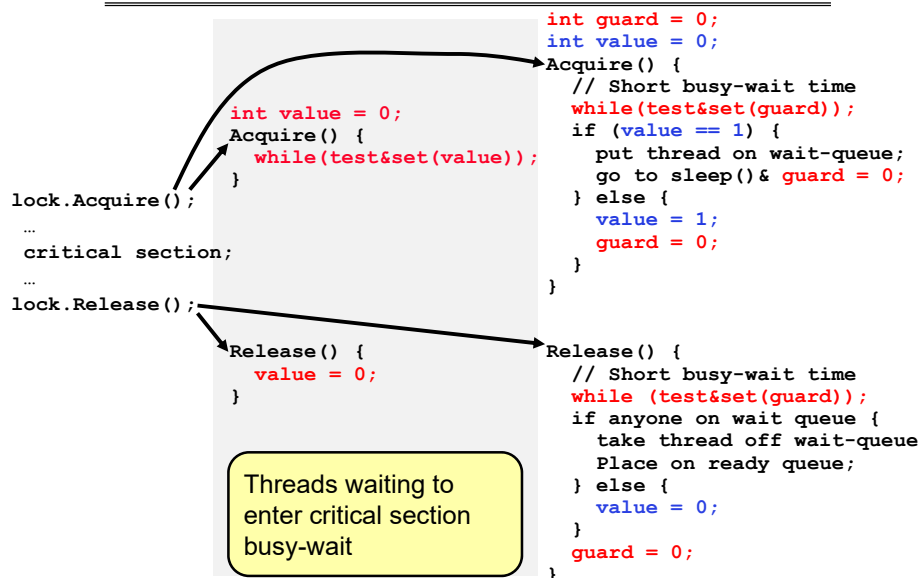 lock.Acquire();
…
critical section;
…
lock.Release();
int value = 0;
Acquire() {
while(test&set(value));
}
Release() {
value = 0;
}
Threads waiting to
enter critical section
busy-wait
int guard = 0;
int value = 0;
Acquire() {
// Short busy-wait time
while(test&set(guard));
if (value == 1) {
put thread on wait-queue;
go to sleep()& guard = 0;
} else {
value = 1;
guard = 0;
}
}
Release() {
// Short busy-wait time
while (test&set(guard));
if anyone on wait queue {
take thread off wait-queue
Place on ready queue;
} else {
value = 0;
}
guard = 0;
}